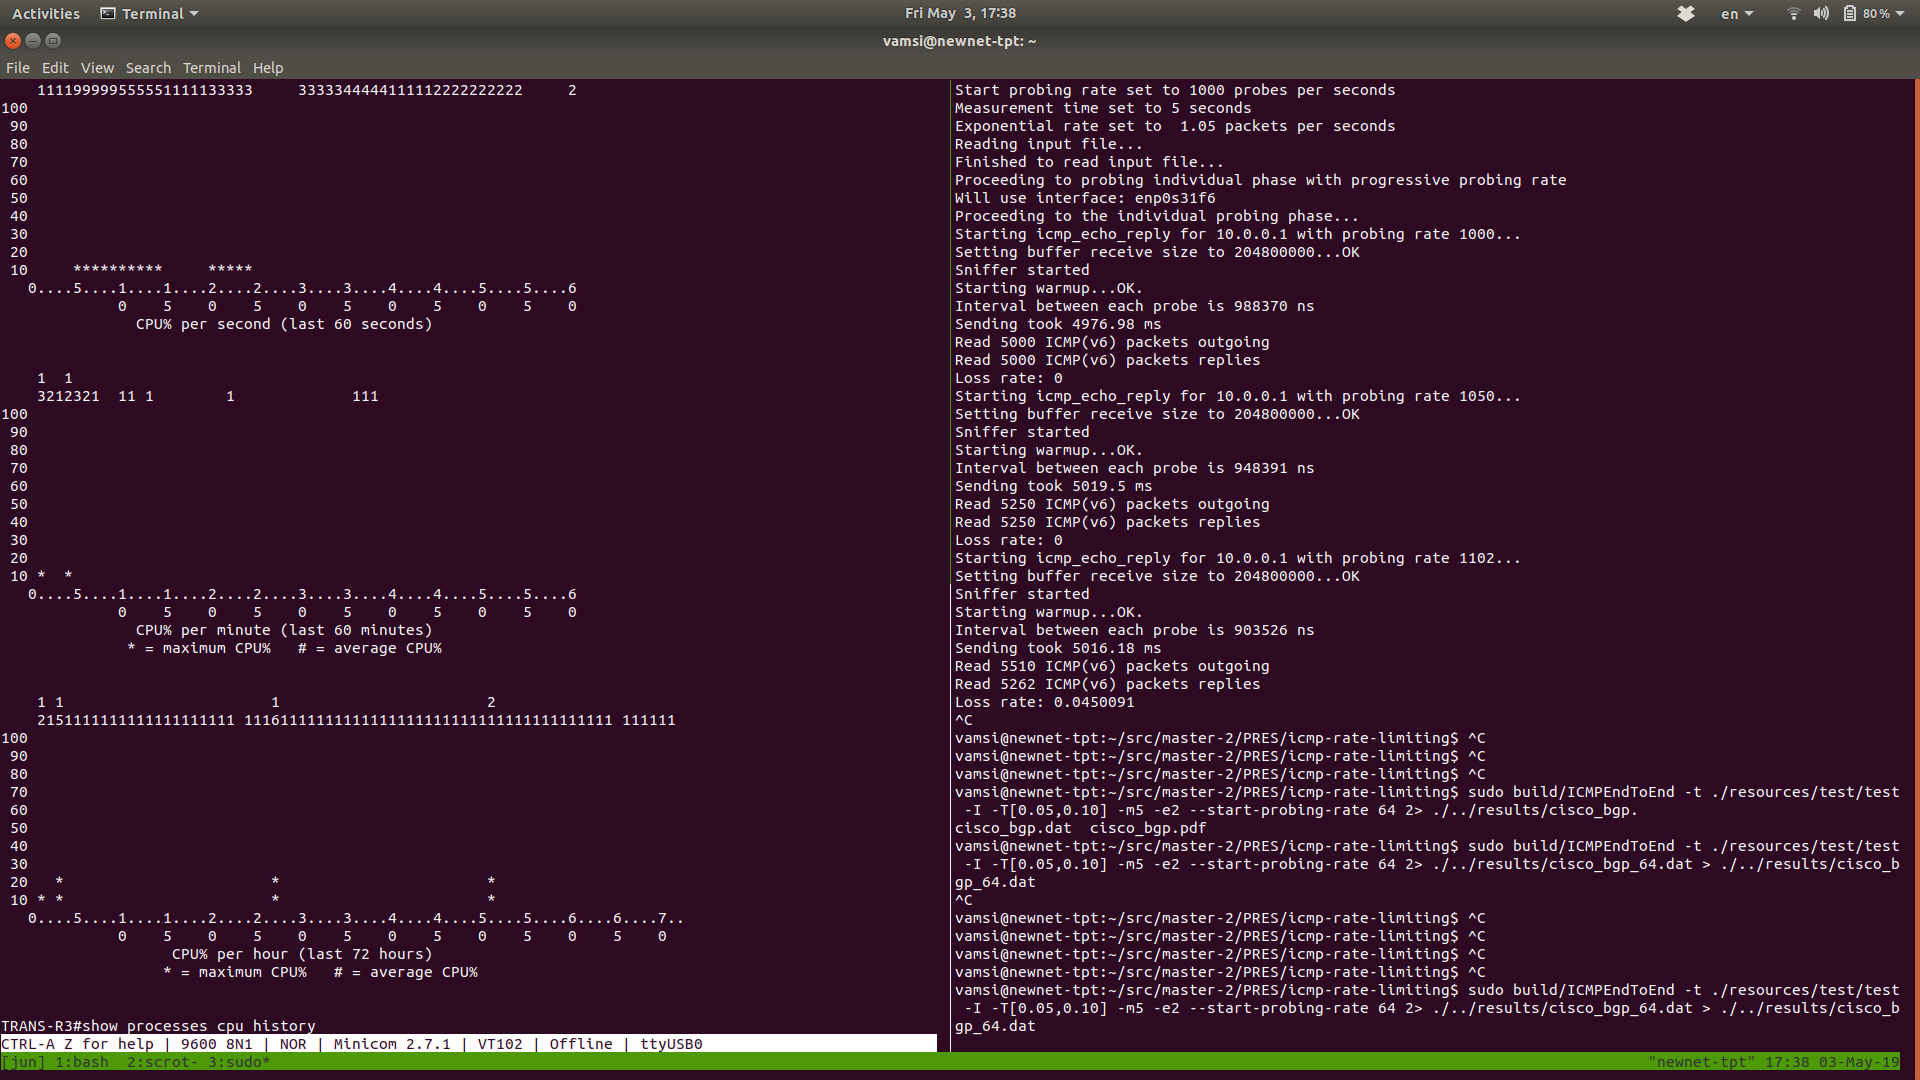 Activities Terminal Fri May 3, 17:38 en 80%
vamsi@newnet-tpt: ~
File Edit View Search Terminal Help
    111199999555551111133333     3333344444111112222222222     2
100
 90
 80
 70
 60
 50
 40
 30
 20
 10     **********     *****
   0....5....1....1....2....2....3....3....4....4....5....5....6
             0    5    0    5    0    5    0    5    0    5    0
               CPU% per second (last 60 seconds)
    1  1
    3212321  11 1        1             111
100
 90
 80
 70
 60
 50
 40
 30
 20
 10 *  *
   0....5....1....1....2....2....3....3....4....4....5....5....6
             0    5    0    5    0    5    0    5    0    5    0
               CPU% per minute (last 60 minutes)
              * = maximum CPU%   # = average CPU%
    1 1                       1                       2
    2151111111111111111111 11161111111111111111111111111111111111111 111111
100
 90
 80
 70
 60
 50
 40
 30
 20   *                       *                       *
 10 * *                       *                       *
   0....5....1....1....2....2....3....3....4....4....5....5....6....6....7..
             0    5    0    5    0    5    0    5    0    5    0    5    0
                   CPU% per hour (last 72 hours)
                  * = maximum CPU%   # = average CPU%
TRANS-R3#show processes cpu history
CTRL-A Z for help | 9600 8N1 | NOR | Minicom 2.7.1 | VT102 | Offline | ttyUSB0
Start probing rate set to 1000 probes per seconds
Measurement time set to 5 seconds
Exponential rate set to  1.05 packets per seconds
Reading input file...
Finished to read input file...
Proceeding to probing individual phase with progressive probing rate
Will use interface: enp0s31f6
Proceeding to the individual probing phase...
Starting icmp_echo_reply for 10.0.0.1 with probing rate 1000...
Setting buffer receive size to 204800000...OK
Sniffer started
Starting warmup...OK.
Interval between each probe is 988370 ns
Sending took 4976.98 ms
Read 5000 ICMP(v6) packets outgoing
Read 5000 ICMP(v6) packets replies
Loss rate: 0
Starting icmp_echo_reply for 10.0.0.1 with probing rate 1050...
Setting buffer receive size to 204800000...OK
Sniffer started
Starting warmup...OK.
Interval between each probe is 948391 ns
Sending took 5019.5 ms
Read 5250 ICMP(v6) packets outgoing
Read 5250 ICMP(v6) packets replies
Loss rate: 0
Starting icmp_echo_reply for 10.0.0.1 with probing rate 1102...
Setting buffer receive size to 204800000...OK
Sniffer started
Starting warmup...OK.
Interval between each probe is 903526 ns
Sending took 5016.18 ms
Read 5510 ICMP(v6) packets outgoing
Read 5262 ICMP(v6) packets replies
Loss rate: 0.0450091
^C
vamsi@newnet-tpt:~/src/master-2/PRES/icmp-rate-limiting$ ^C
vamsi@newnet-tpt:~/src/master-2/PRES/icmp-rate-limiting$ ^C
vamsi@newnet-tpt:~/src/master-2/PRES/icmp-rate-limiting$ ^C
vamsi@newnet-tpt:~/src/master-2/PRES/icmp-rate-limiting$ sudo build/ICMPEndToEnd -t ./resources/test/test
 -I -T[0.05,0.10] -m5 -e2 --start-probing-rate 64 2> ./../results/cisco_bgp.
cisco_bgp.dat  cisco_bgp.pdf
vamsi@newnet-tpt:~/src/master-2/PRES/icmp-rate-limiting$ sudo build/ICMPEndToEnd -t ./resources/test/test
 -I -T[0.05,0.10] -m5 -e2 --start-probing-rate 64 2> ./../results/cisco_bgp_64.dat > ./../results/cisco_b
gp_64.dat
^C
vamsi@newnet-tpt:~/src/master-2/PRES/icmp-rate-limiting$ ^C
vamsi@newnet-tpt:~/src/master-2/PRES/icmp-rate-limiting$ ^C
vamsi@newnet-tpt:~/src/master-2/PRES/icmp-rate-limiting$ ^C
vamsi@newnet-tpt:~/src/master-2/PRES/icmp-rate-limiting$ ^C
vamsi@newnet-tpt:~/src/master-2/PRES/icmp-rate-limiting$ sudo build/ICMPEndToEnd -t ./resources/test/test
 -I -T[0.05,0.10] -m5 -e2 --start-probing-rate 64 2> ./../results/cisco_bgp_64.dat > ./../results/cisco_b
gp_64.dat
[jun] 1:bash  2:scrot- 3:sudo* "newnet-tpt" 17:38 03-May-19